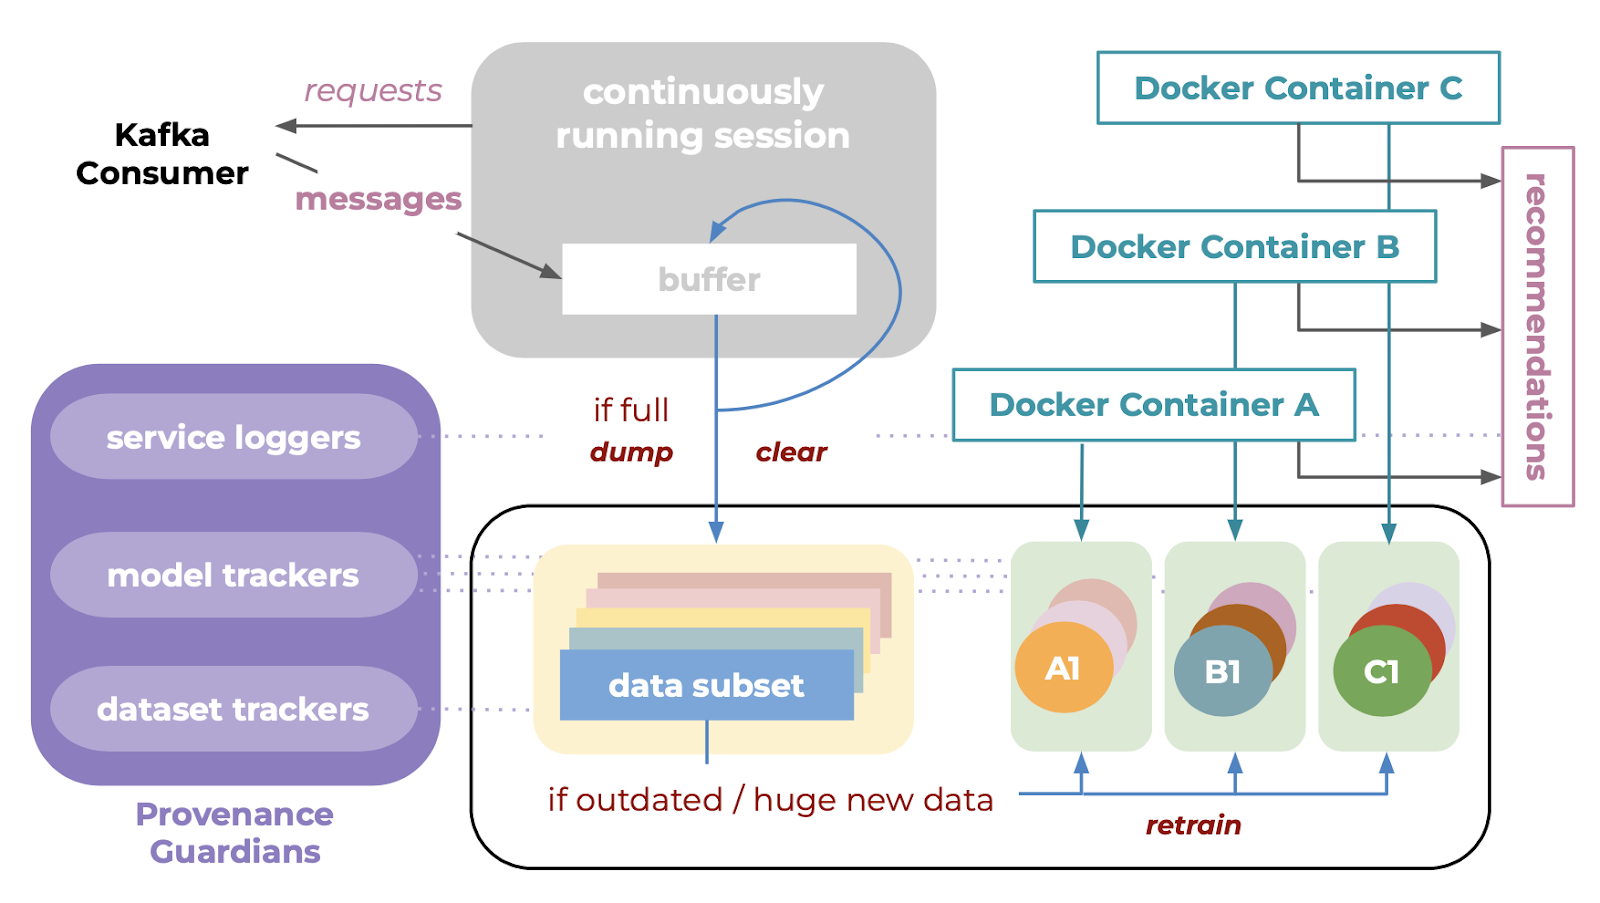 requests
Kafka
Consumer
messages
continuously
running session
buffer
Docker Container C
Docker Container B
Docker Container A
recommendations
if full
dump
clear
service loggers
model trackers
dataset trackers
Provenance
Guardians
data subset
A1
B1
C1
if outdated / huge new data
retrain